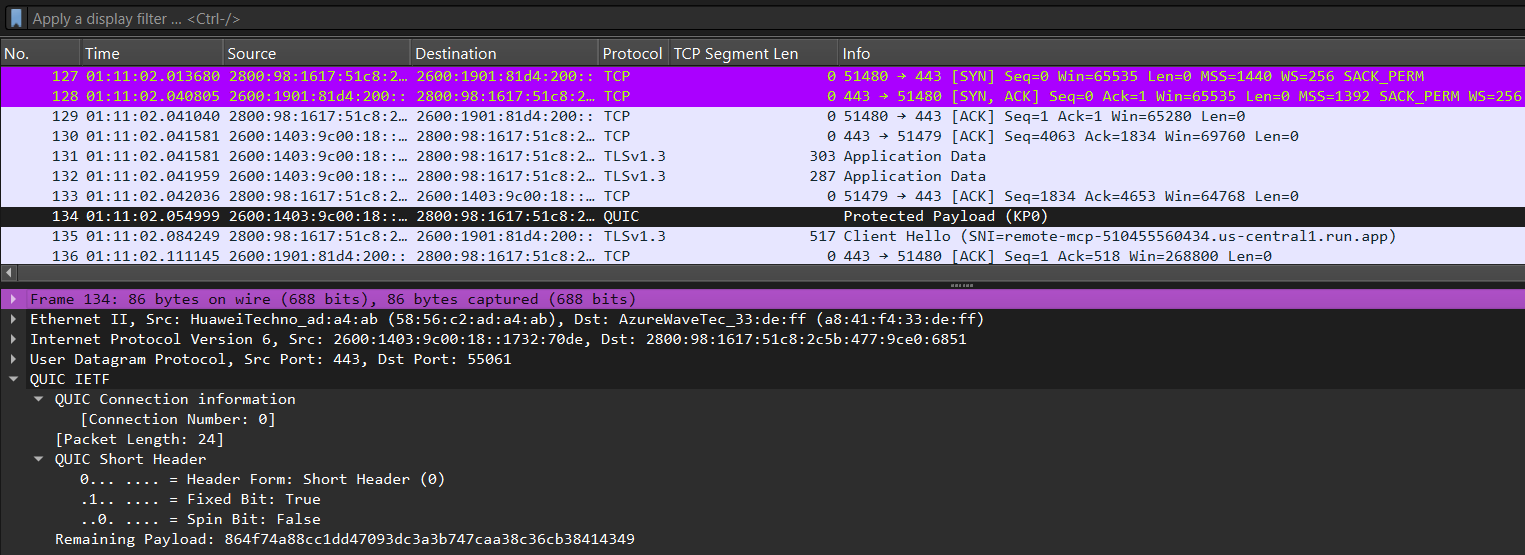 Apply a display filter ... <Ctrl-/>
No. Time Source Destination Protocol TCP Segment Len Info
127 01:11:02.013680 2800:98:1617:51c8:2… 2600:1901:81d4:200:: TCP 0 51480 → 443 [SYN] Seq=0 Win=65535 Len=0 MSS=1440 WS=256 SACK_PERM
128 01:11:02.040805 2600:1901:81d4:200:: 2800:98:1617:51c8:2… TCP 0 443 → 51480 [SYN, ACK] Seq=0 Ack=1 Win=65535 Len=0 MSS=1392 SACK_PERM WS=256
129 01:11:02.041040 2800:98:1617:51c8:2… 2600:1901:81d4:200:: TCP 0 51480 → 443 [ACK] Seq=1 Ack=1 Win=65280 Len=0
130 01:11:02.041581 2600:1403:9c00:18::… 2800:98:1617:51c8:2… TCP 0 443 → 51479 [ACK] Seq=4063 Ack=1834 Win=69760 Len=0
131 01:11:02.041581 2600:1403:9c00:18::… 2800:98:1617:51c8:2… TLSv1.3 303 Application Data
132 01:11:02.041959 2600:1403:9c00:18::… 2800:98:1617:51c8:2… TLSv1.3 287 Application Data
133 01:11:02.042036 2800:98:1617:51c8:2… 2600:1403:9c00:18::… TCP 0 51479 → 443 [ACK] Seq=1834 Ack=4653 Win=64768 Len=0
134 01:11:02.054999 2600:1403:9c00:18::… 2800:98:1617:51c8:2… QUIC Protected Payload (KP0)
135 01:11:02.084249 2800:98:1617:51c8:2… 2600:1901:81d4:200:: TLSv1.3 517 Client Hello (SNI=remote-mcp-510455560434.us-central1.run.app)
136 01:11:02.111145 2600:1901:81d4:200:: 2800:98:1617:51c8:2… TCP 0 443 → 51480 [ACK] Seq=1 Ack=518 Win=268800 Len=0
Frame 134: 86 bytes on wire (688 bits), 86 bytes captured (688 bits)
Ethernet II, Src: HuaweiTechno_ad:a4:ab (58:56:c2:ad:a4:ab), Dst: AzureWaveTec_33:de:ff (a8:41:f4:33:de:ff)
Internet Protocol Version 6, Src: 2600:1403:9c00:18::1732:70de, Dst: 2800:98:1617:51c8:2c5b:477:9ce0:6851
User Datagram Protocol, Src Port: 443, Dst Port: 55061
QUIC IETF
QUIC Connection information
[Connection Number: 0]
[Packet Length: 24]
QUIC Short Header
0... .... = Header Form: Short Header (0)
.1.. .... = Fixed Bit: True
..0. .... = Spin Bit: False
Remaining Payload: 864f74a88cc1dd47093dc3a3b747caa38c36cb38414349